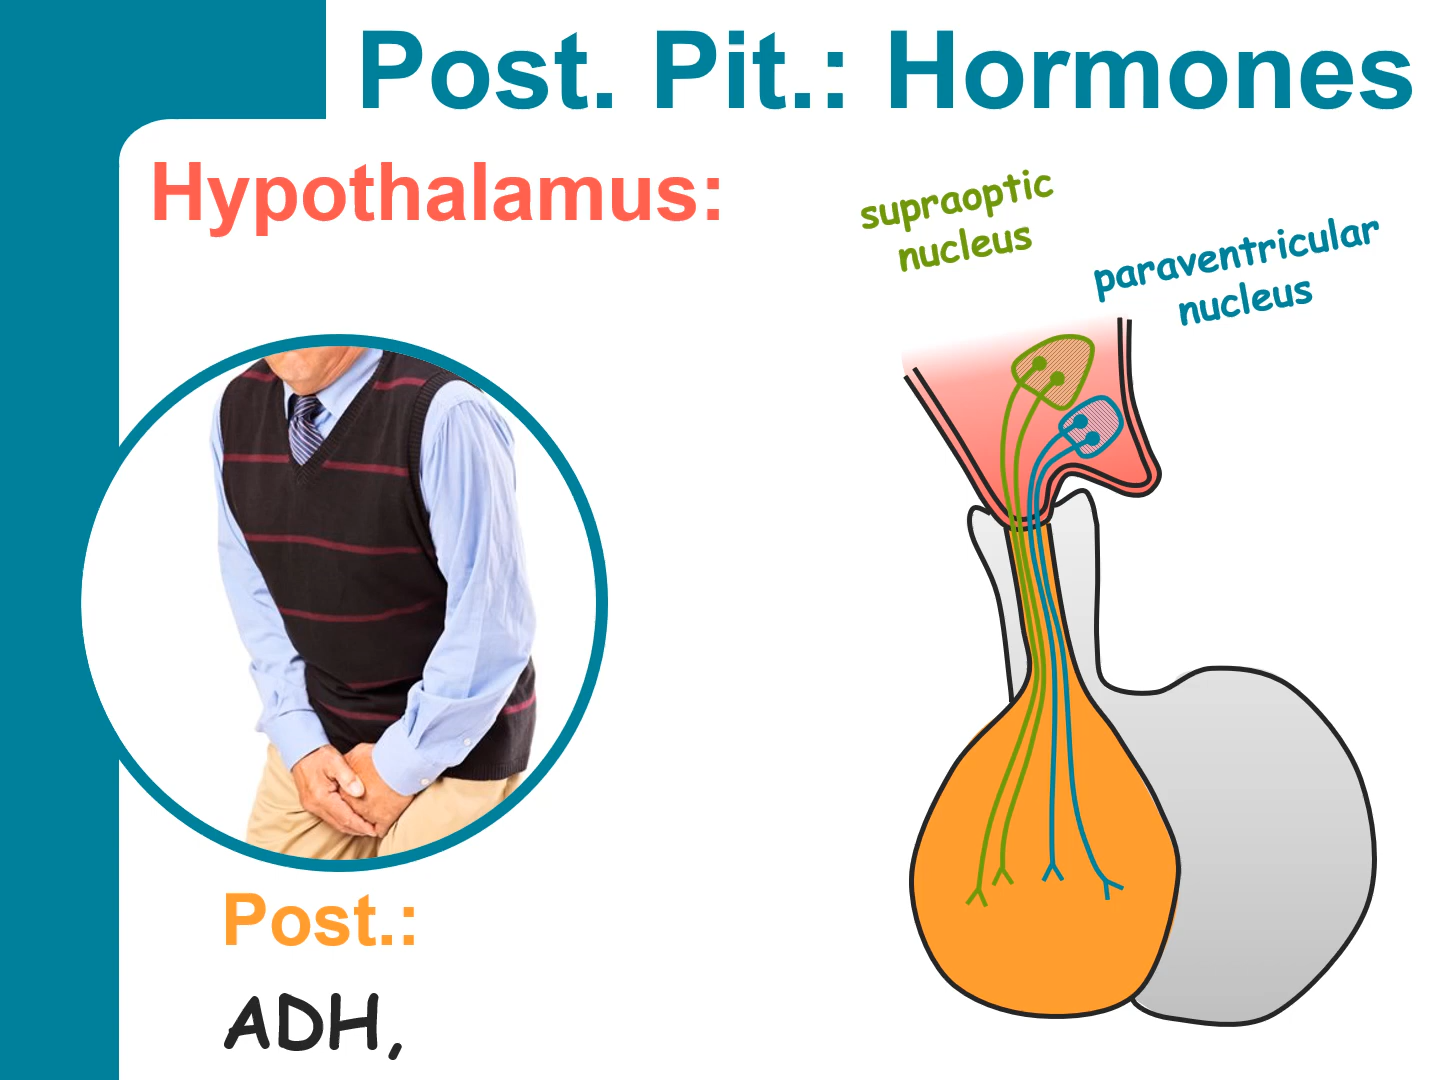 Post. Pit.: Hormones
Hypothalamus:
supraoptic
nucleus
paraventricular
nucleus
Post.:
ADH,